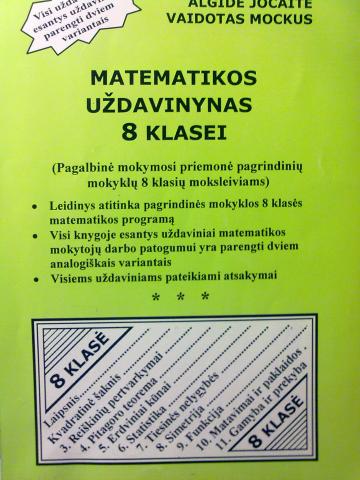 ALGIDĖ JOCAITĖ
VAIDOTAS MOCKUS
Visi
esantys uždavin
parengti dviem
variantais
MATEMATIKOS
UŽDAVINYNAS
8 KLASEI
(Pagalbinė mokymosi priemonė pagrindinių
mokyklų 8 klasių moksleiviams)
• Leidinys atitinka pagrindinės mokyklos 8 klasės
matematikos programą
• Visi knygoje esantys uždaviniai matematikos
mokytojų darbo patogumui yra parengti dviem
analogiškais variantais
• Visiems uždaviniams pateikiami atsakymai
* * *
8 KLASĖ
Laipsnis
Kvadratinė šaknis
3. Reiškinių pertvarkymai
4. Pitagoro teorema
5. Erdviniai kūnai
6. Statistika
7. Tiesinės nelygybės
8. Simetrija
9. Funkcija
10. Matavimai ir paklaidos
11. Gamyba ir prekyba
8 KLASĖ